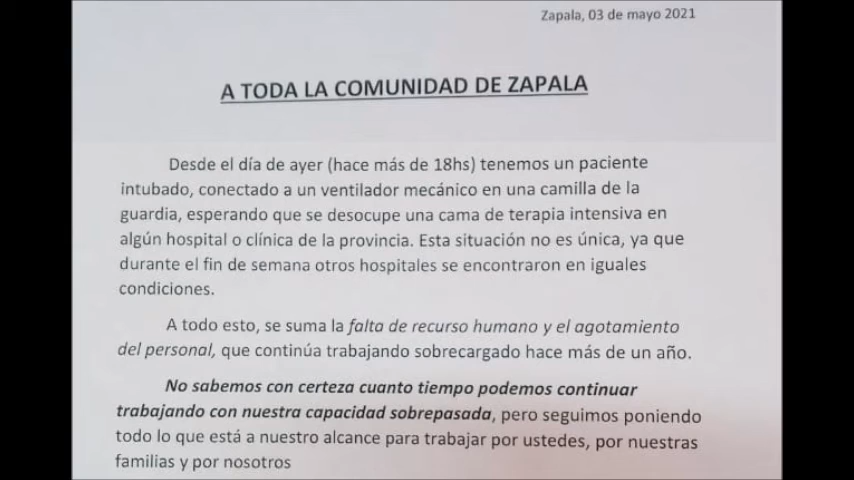 Zapala, 03 de mayo 2021
A TODA LA COMUNIDAD DE ZAPALA
Desde el día de ayer (hace más de 18hs) tenemos un paciente
intubado, conectado a un ventilador mecánico en una camilla de la
guardia, esperando que se desocupe una cama de terapia intensiva en
algún hospital o clínica de la provincia. Esta situación no es única, ya que
durante el fin de semana otros hospitales se encontraron en iguales
condiciones.
A todo esto, se suma la falta de recurso humano y el agotamiento
del personal, que continúa trabajando sobrecargado hace más de un año.
No sabemos con certeza cuanto tiempo podemos continuar
trabajando con nuestra capacidad sobrepasada, pero seguimos poniendo
todo lo que está a nuestro alcance para trabajar por ustedes, por nuestras
familias y por nosotros